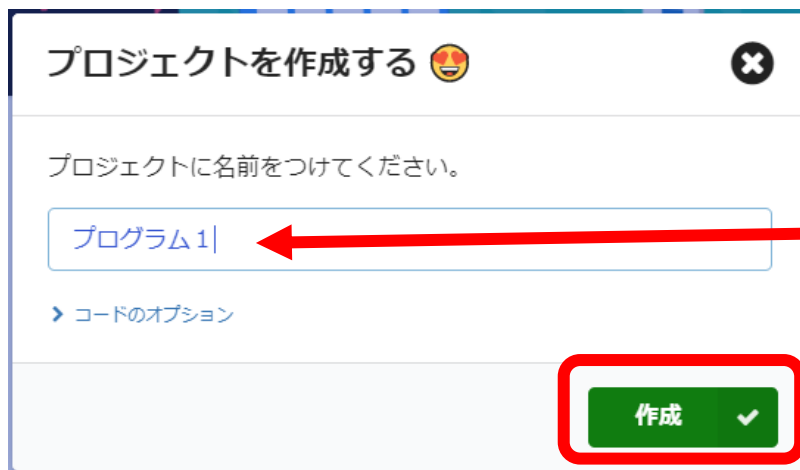 プロジェクトを作成する 😍
プロジェクトに名前をつけてください。
プログラム１
コードのオプション
作成